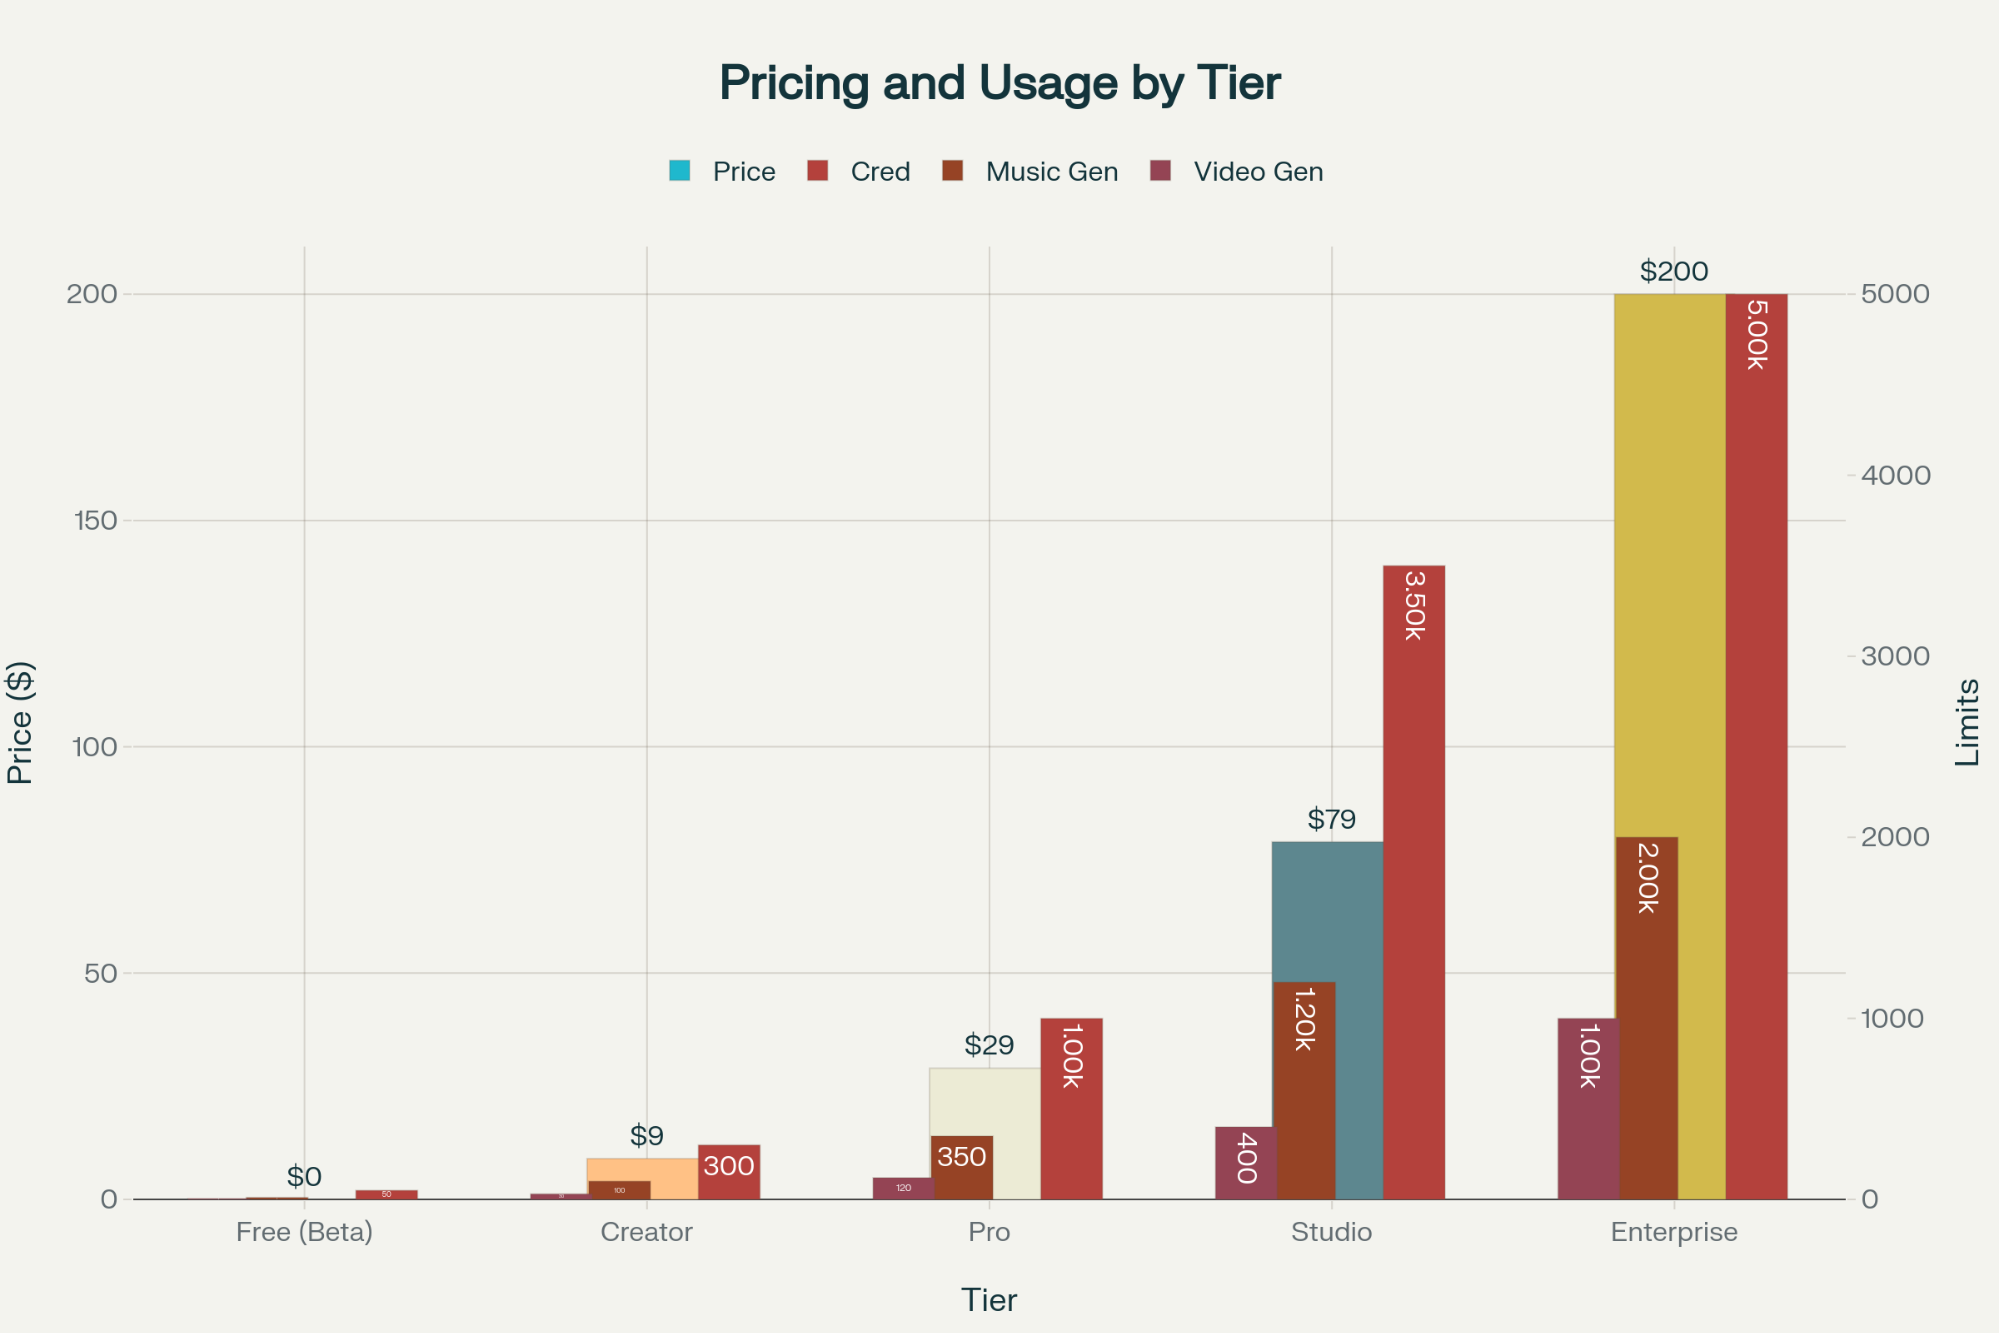 Pricing and Usage by Tier
Price
Cred
Music Gen
Video Gen
Price ($)
200
150
100
50
0
5000
4000
3000
2000
1000
0
Limits
$0
50
$9
100
300
$29
120
350
1.00k
$79
400
1.20k
3.50k
$200
1.00k
2.00k
5.00k
Free (Beta)
Creator
Pro
Studio
Enterprise
Tier